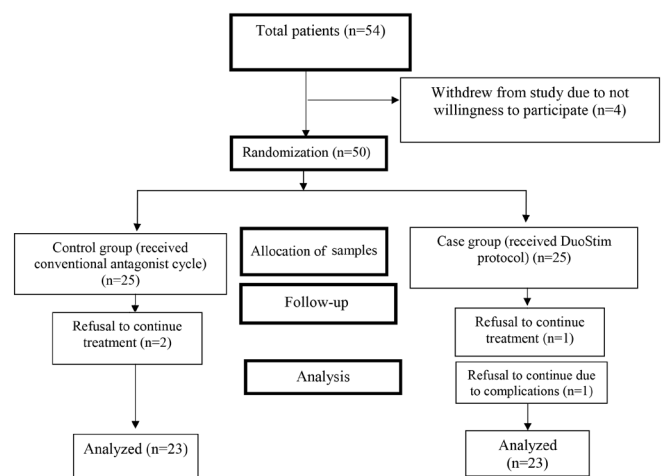 Total patients (n=54)
Withdrew from study due to not
willingness to participate (n=4)
Randomization (n=50)
Control group (received
conventional antagonist cycle)
(n=25)
Allocation of samples
Case group (received DuoStim
protocol) (n=25)
Follow-up
Refusal to continue
treatment (n=2)
Refusal to continue
treatment (n=1)
Analysis
Refusal to continue due
to complications (n=1)
Analyzed (n=23)
Analyzed
(n=23)